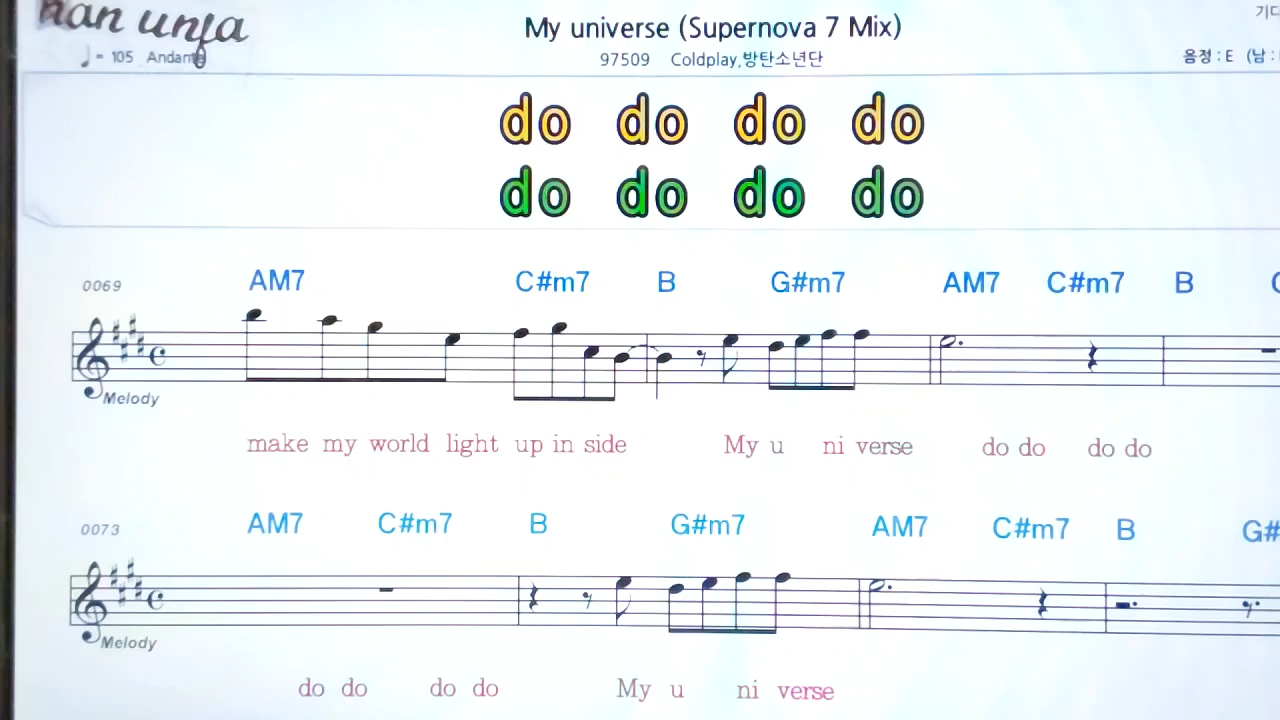 han unja
My universe (Supernova 7 Mix)
♩ = 105 Andante
97509 Coldplay,방탄소년단
음정 : E (남 :
do do do do
do do do do
0069 AM7 C#m7 B G#m7 AM7 C#m7 B
Melody
make my world light up in side My u ni verse do do do do
0073 AM7 C#m7 B G#m7 AM7 C#m7 B G#
Melody
do do do do My u ni verse